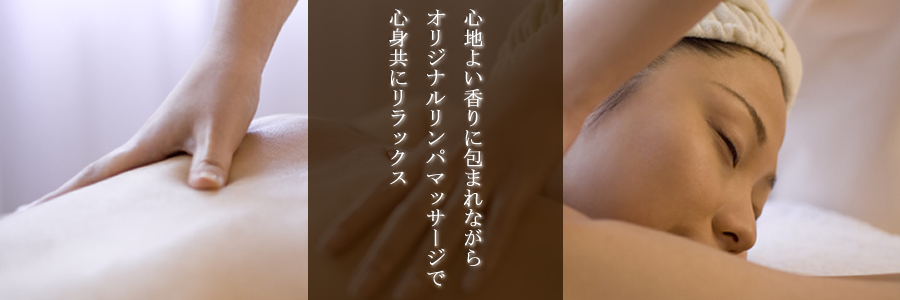 心地よい香りに包まれながら
オリジナルリンパマッサージで
心身共にリラックス